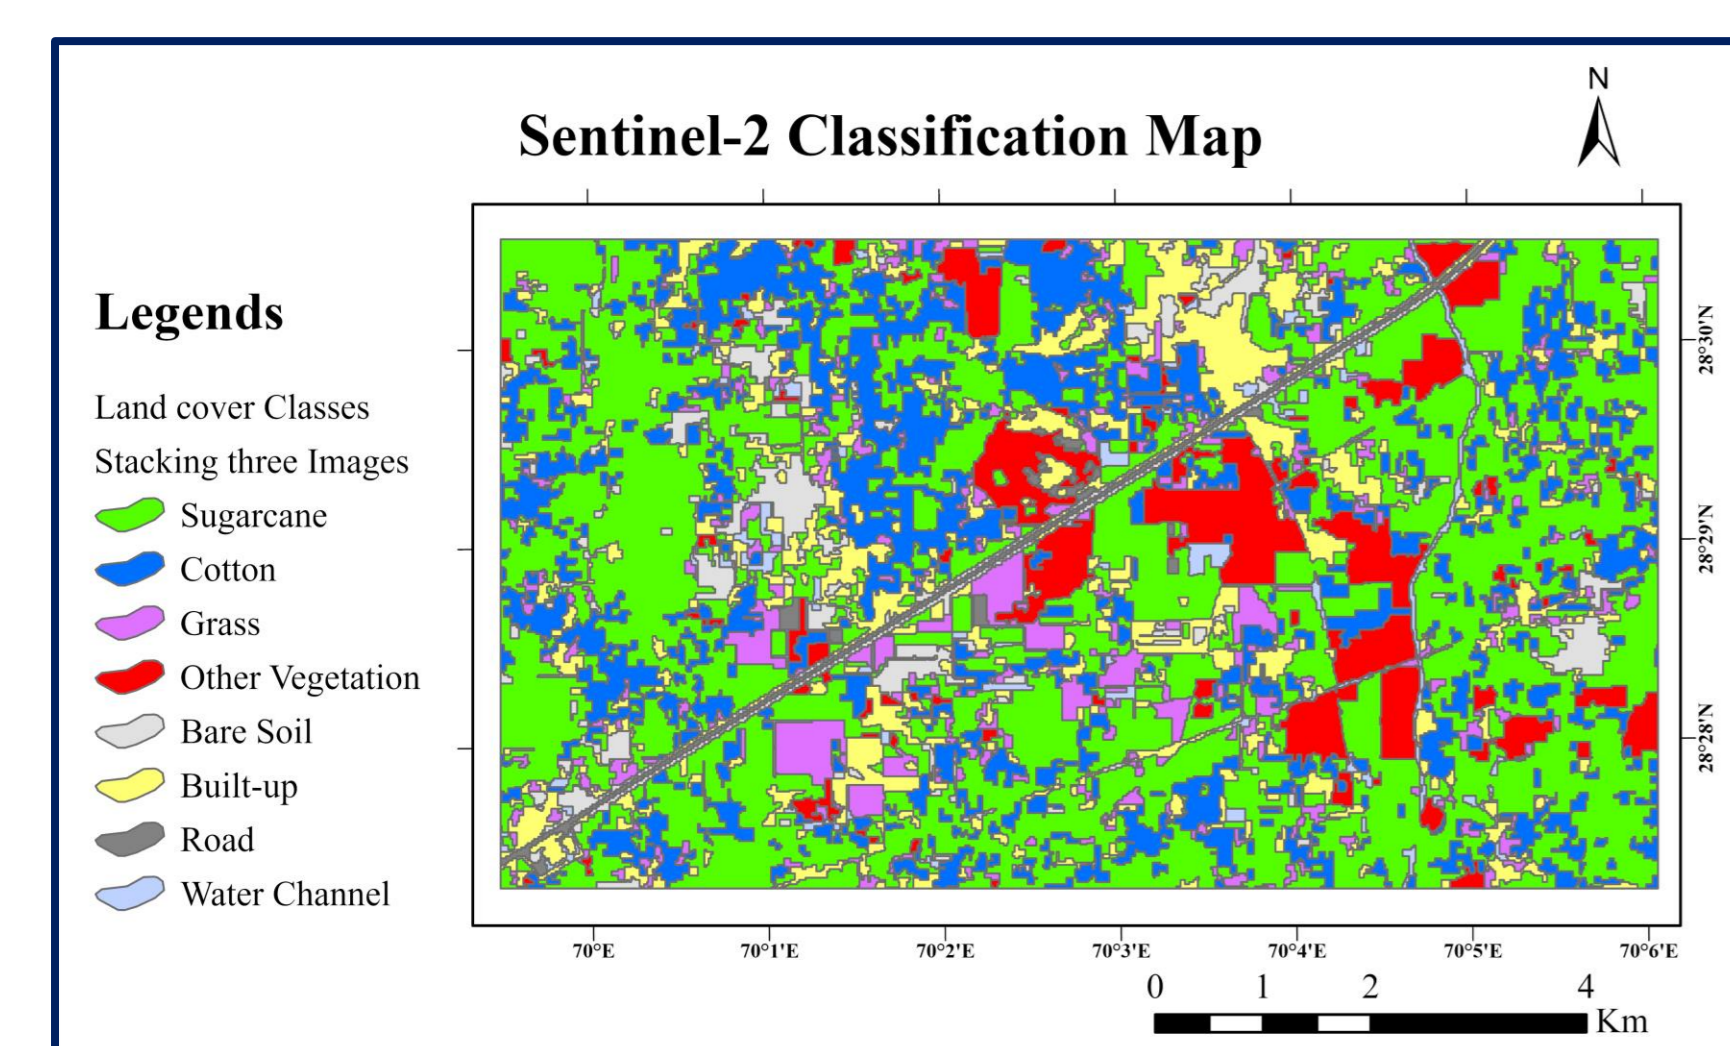 N
Sentinel-2 Classification Map
Legends
Land cover Classes
Stacking three Images
Sugarcane
Cotton
Grass
Other Vegetation
Bare Soil
Built-up
Road
Water Channel
28°30'N
28°29'N
28°28'N
70°E 70°1'E 70°2'E 70°3'E 70°4'E 70°5'E 70°6'E
0 1 2 4
Km